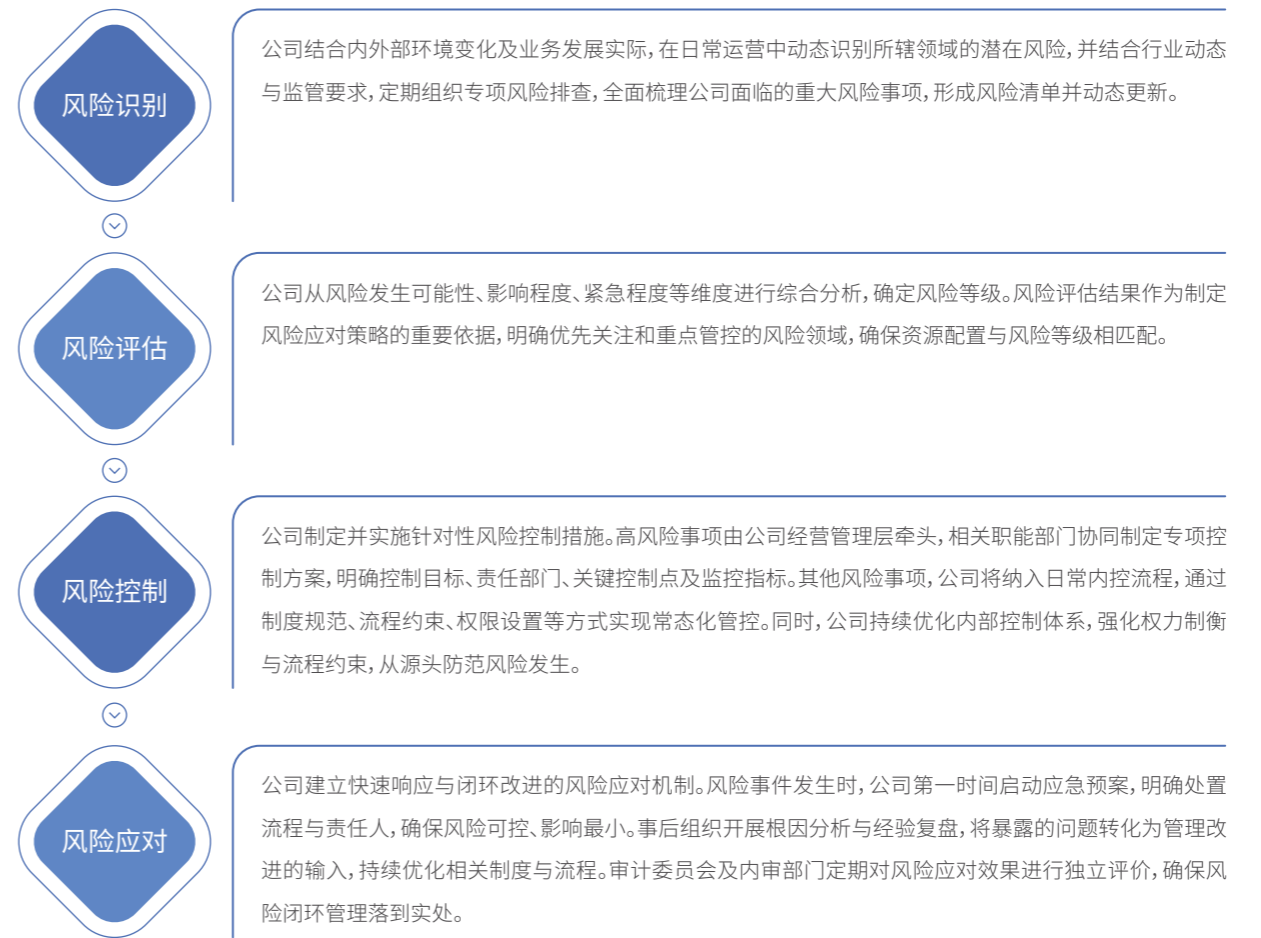 风险识别
公司结合内外部环境变化及业务发展实际，在日常运营中动态识别所辖领域的潜在风险，并结合行业动态
与监管要求，定期组织专项风险排查，全面梳理公司面临的重大风险事项，形成风险清单并动态更新。
风险评估
公司从风险发生可能性、影响程度、紧急程度等维度进行综合分析，确定风险等级。风险评估结果作为制定
风险应对策略的重要依据，明确优先关注和重点管控的风险领域，确保资源配置与风险等级相匹配。
风险控制
公司制定并实施针对性风险控制措施。高风险事项由公司经营管理层牵头，相关职能部门协同制定专项控
制方案，明确控制目标、责任部门、关键控制点及监控指标。其他风险事项，公司将纳入日常内控流程，通过
制度规范、流程约束、权限设置等方式实现常态化管控。同时，公司持续优化内部控制体系，强化权力制衡
与流程约束，从源头防范风险发生。
风险应对
公司建立快速响应与闭环改进的风险应对机制。风险事件发生时，公司第一时间启动应急预案，明确处置
流程与责任人，确保风险可控、影响最小。事后组织开展根因分析与经验复盘，将暴露的问题转化为管理改
进的输入，持续优化相关制度与流程。审计委员会及内审部门定期对风险应对效果进行独立评价，确保风
险闭环管理落到实处。